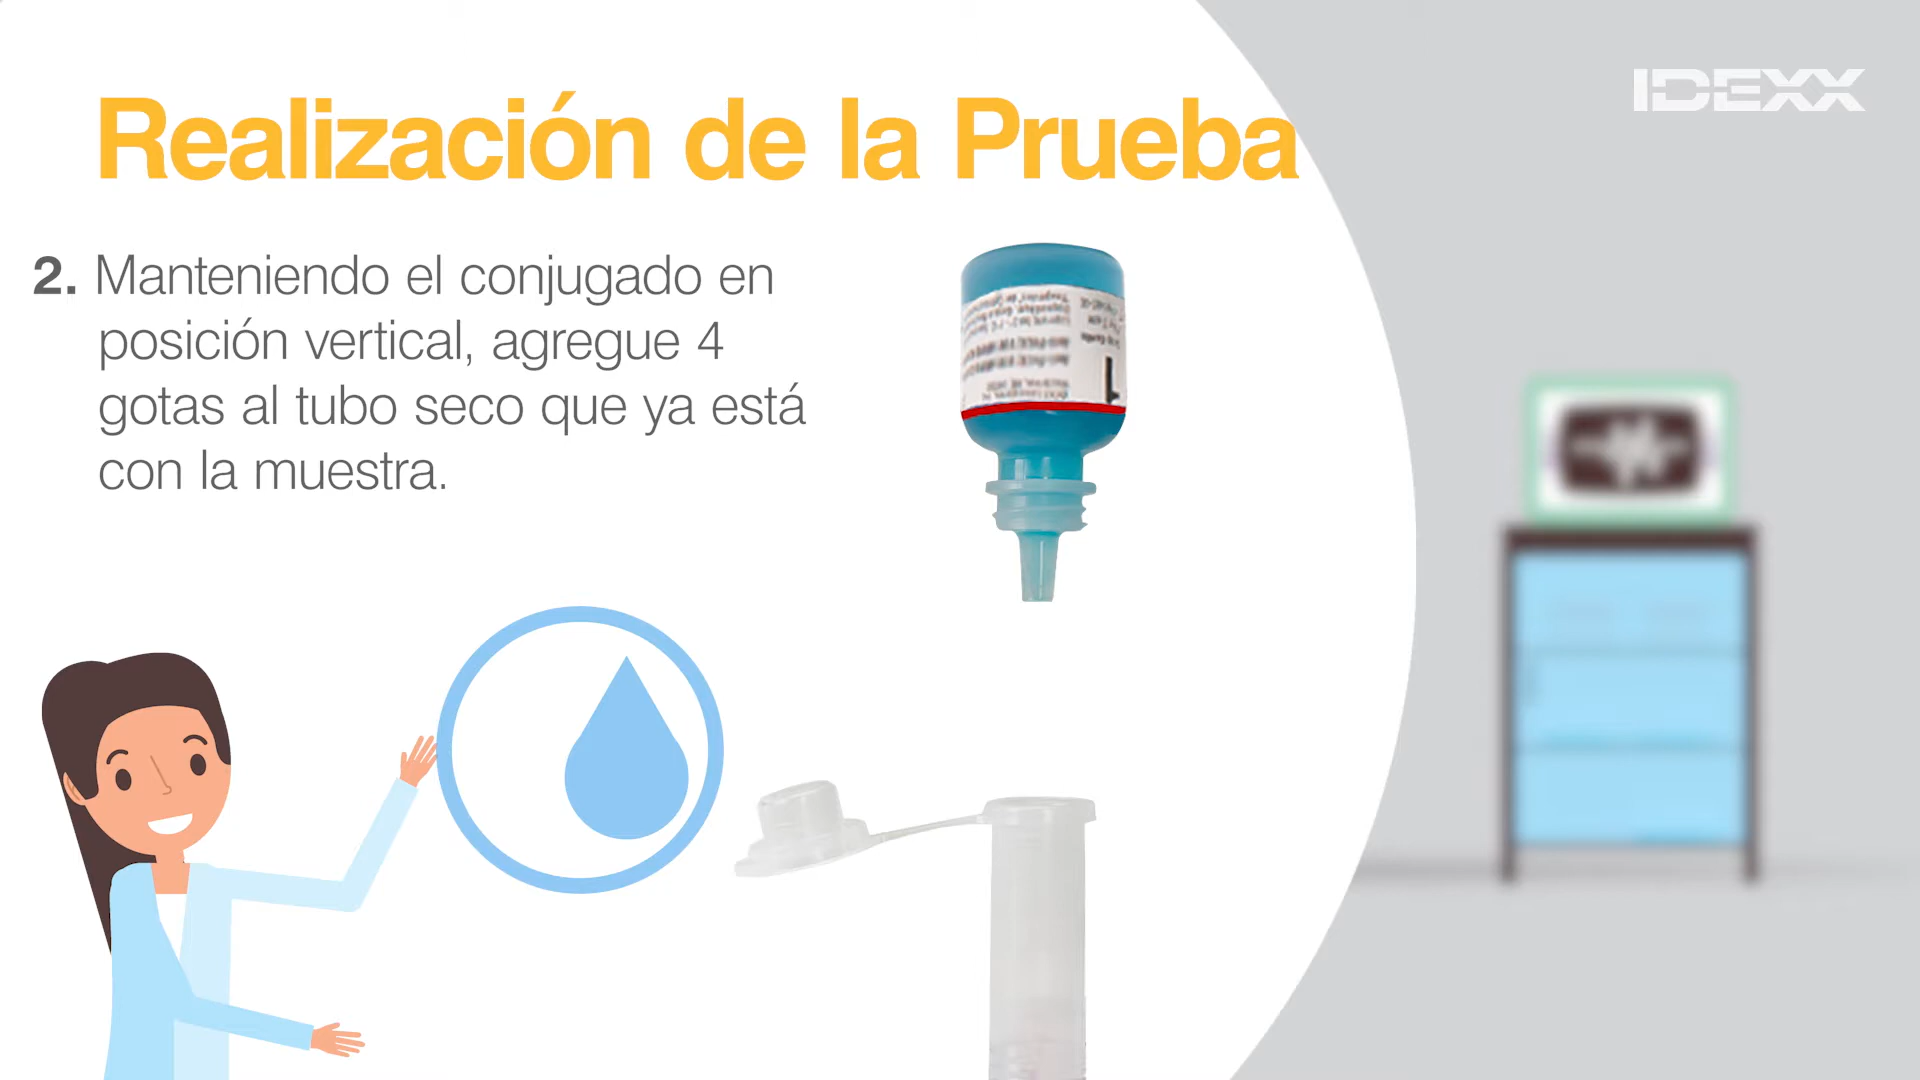 IDEXX
Realización de la Prueba
2. Manteniendo el conjugado en
posición vertical, agregue 4
gotas al tubo seco que ya está
con la muestra.
1